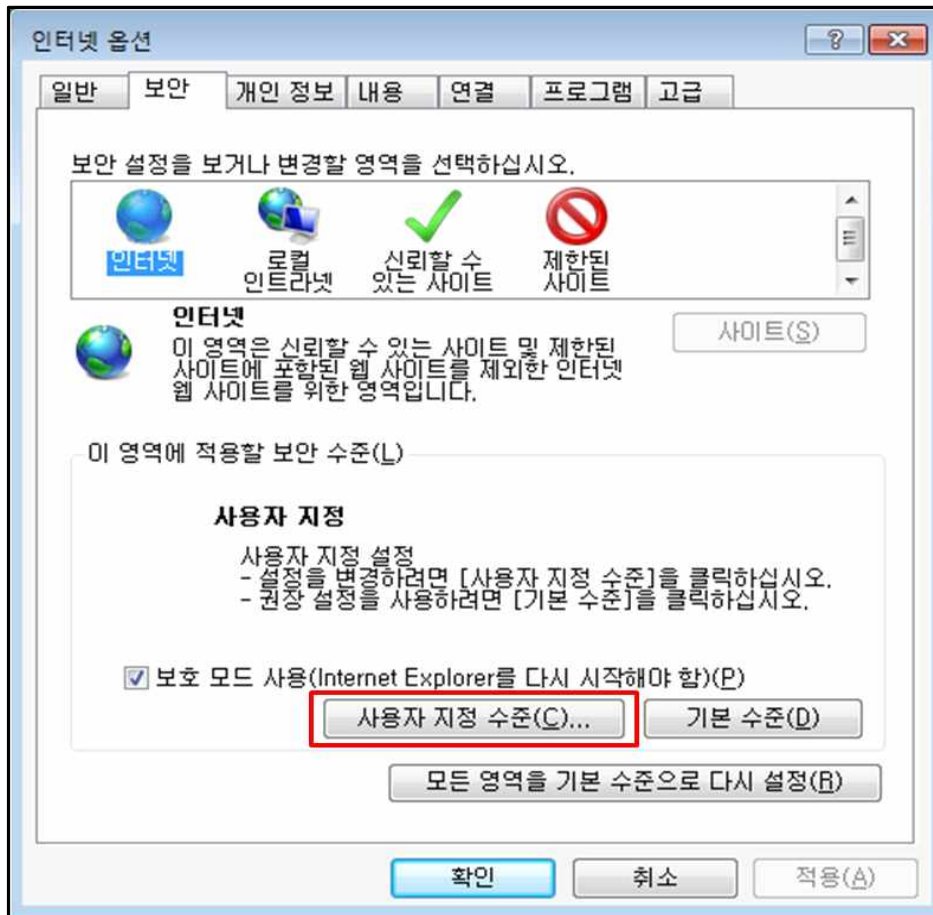 인터넷 옵션
일반 보안 개인 정보 내용 연결 프로그램 고급
보안 설정을 보거나 변경할 영역을 선택하십시오.
인터넷
로컬
인트라넷
신뢰할 수
있는 사이트
제한된
사이트
인터넷
이 영역은 신뢰할 수 있는 사이트 및 제한된
사이트에 포함된 웹 사이트를 제외한 인터넷
웹 사이트를 위한 영역입니다.
사이트(S)
이 영역에 적용할 보안 수준(L)
사용자 지정
사용자 지정 설정
- 설정을 변경하려면 [사용자 지정 수준]을 클릭하십시오.
- 권장 설정을 사용하려면 [기본 수준]을 클릭하십시오.
보호 모드 사용(Internet Explorer를 다시 시작해야 함)(P)
사용자 지정 수준(C)... 기본 수준(D)
모든 영역을 기본 수준으로 다시 설정(R)
확인 취소 적용(A)